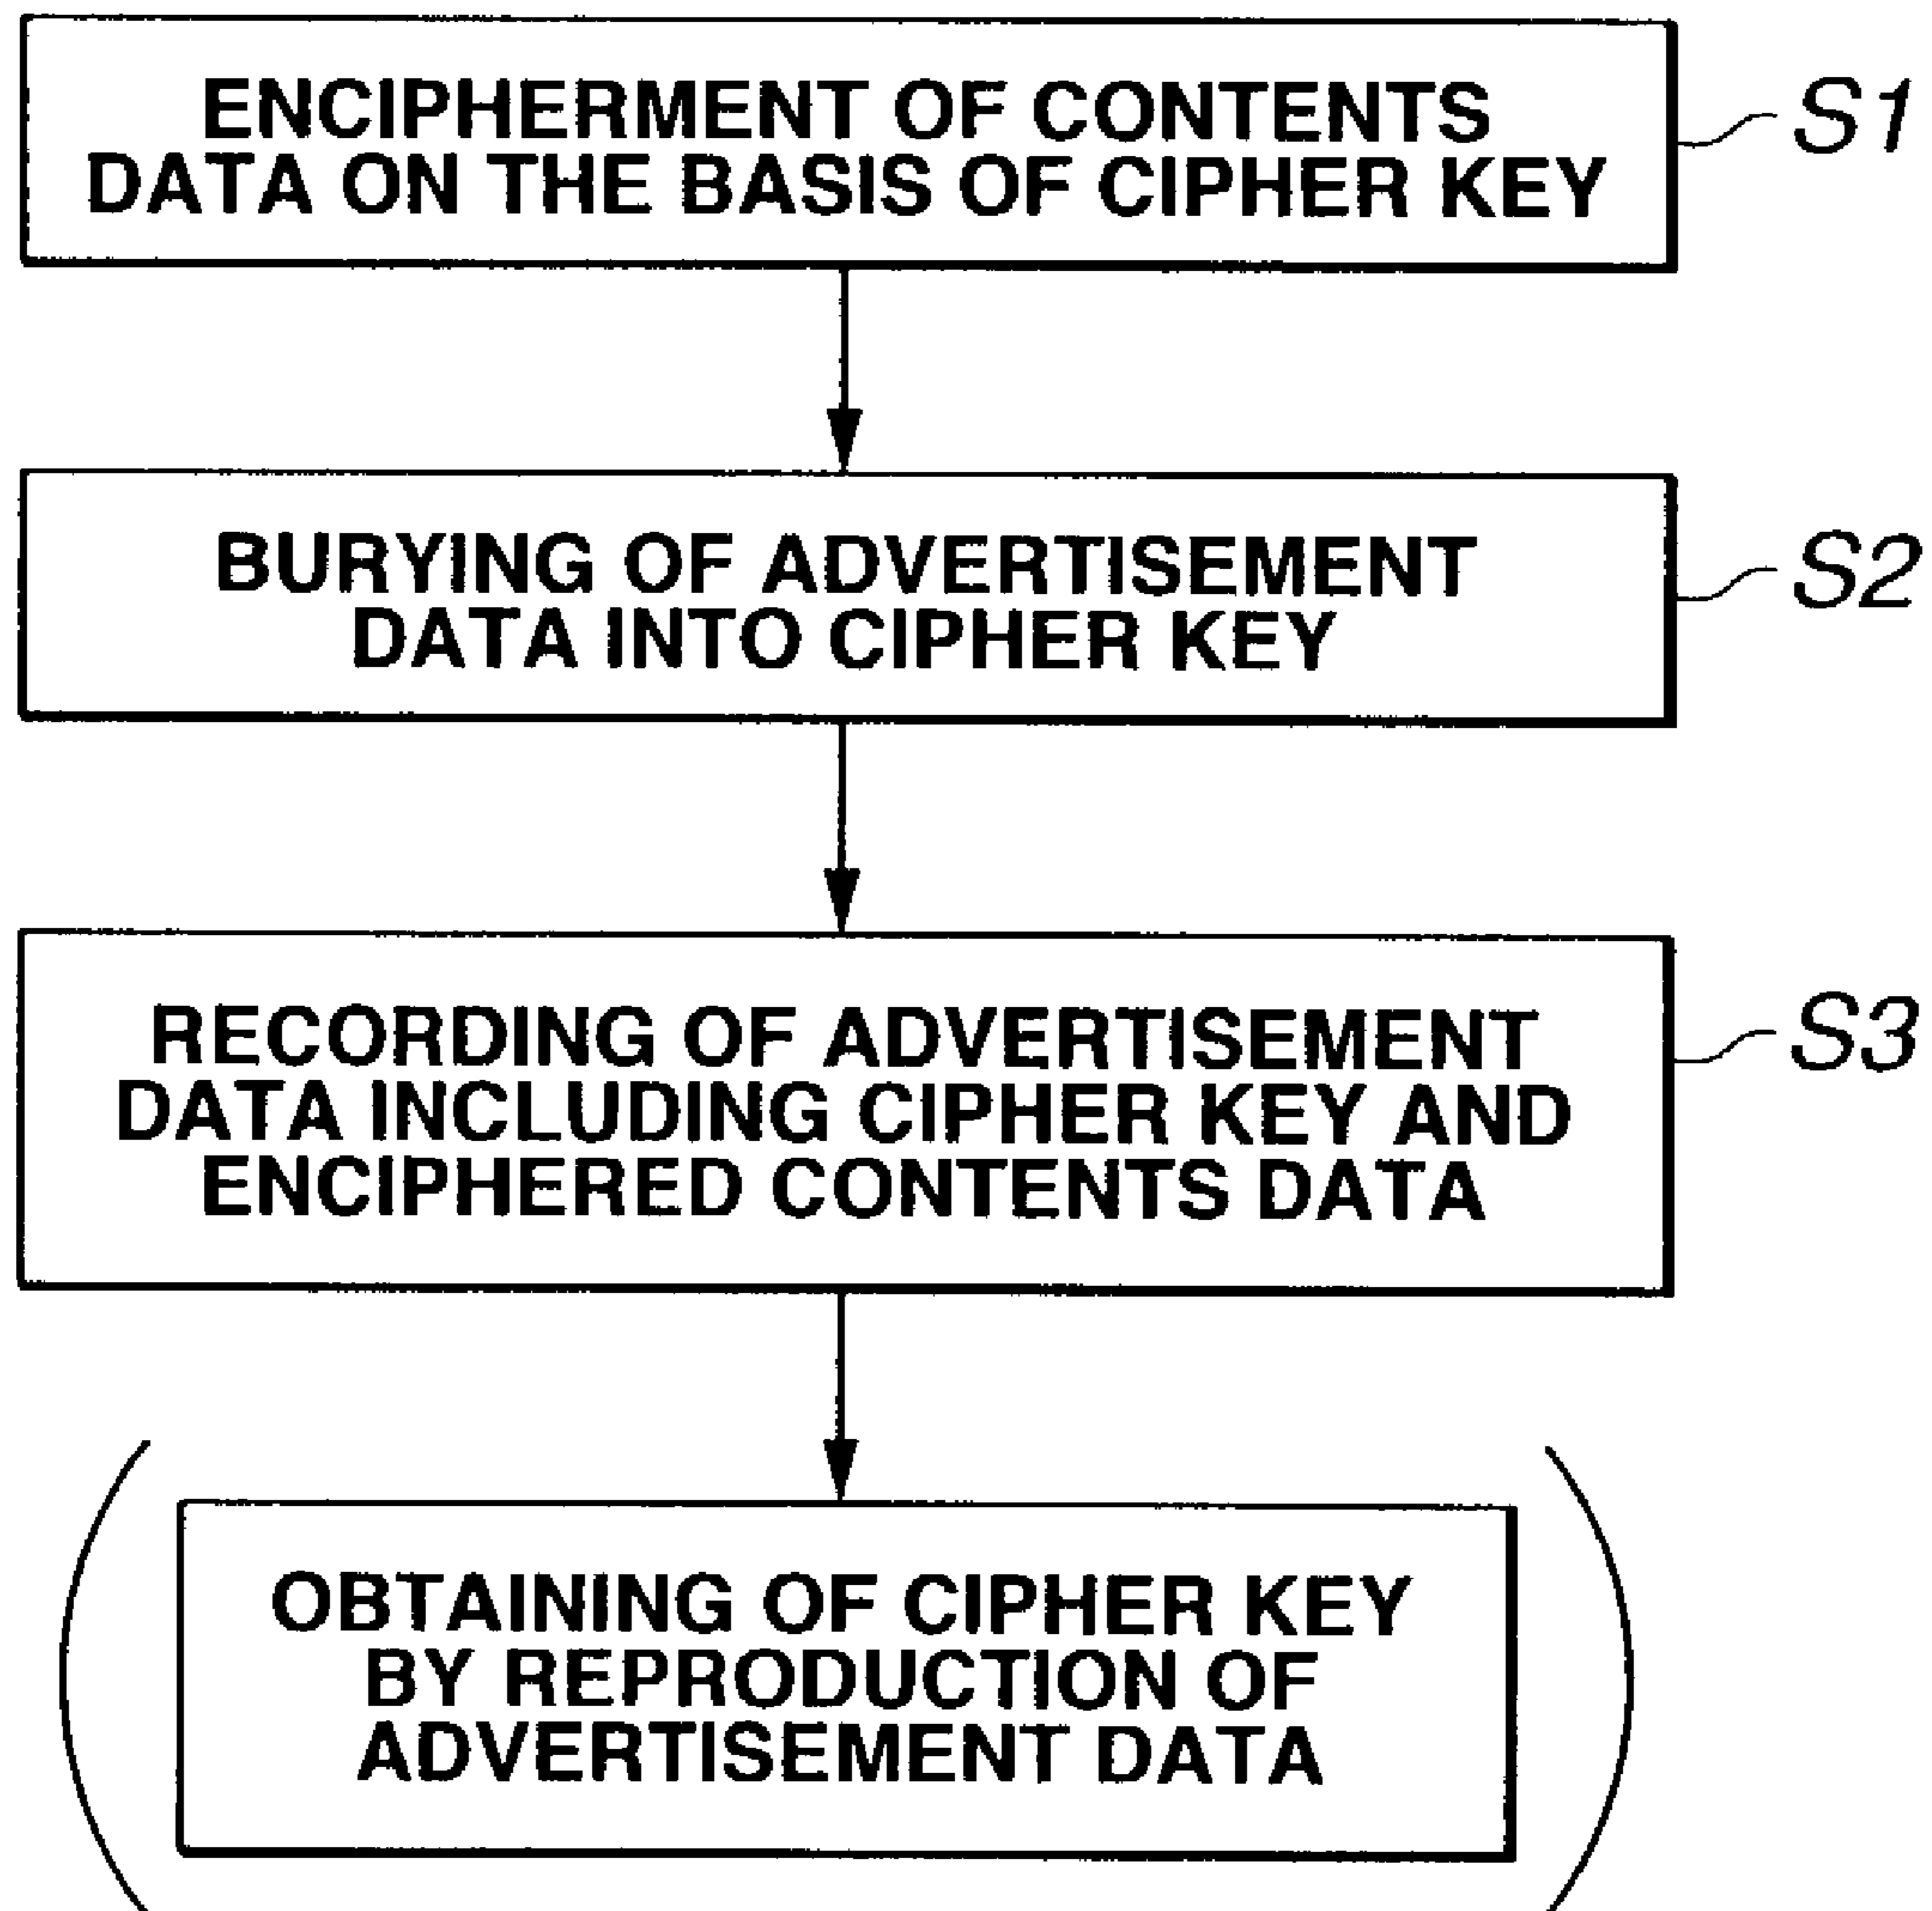 ENCIPHERMENT OF CONTENTS
DATA ON THE BASIS OF CIPHER KEY
S1
BURYING OF ADVERTISEMENT
DATA INTO CIPHER KEY
S2
RECORDING OF ADVERTISEMENT
DATA INCLUDING CIPHER KEY AND
ENCIPHERED CONTENTS DATA
S3
OBTAINING OF CIPHER KEY
BY REPRODUCTION OF
ADVERTISEMENT DATA